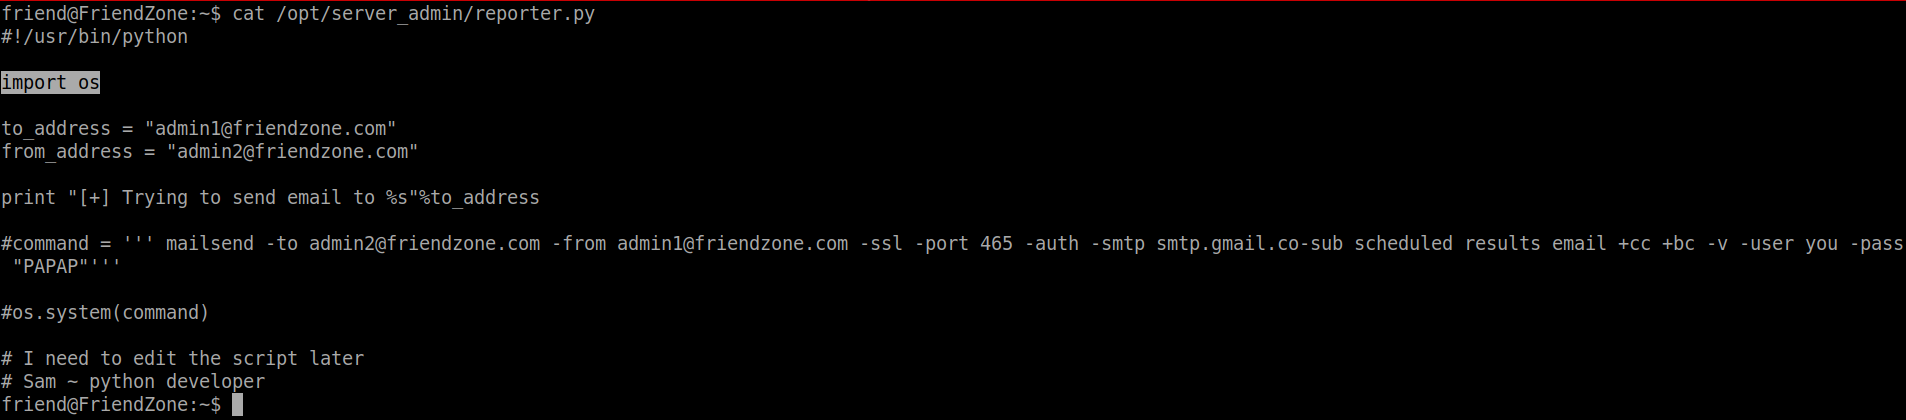 friend@FriendZone:~$ cat /opt/server_admin/reporter.py
#!/usr/bin/python
import os
to_address = "admin1@friendzone.com"
from_address = "admin2@friendzone.com"
print "[+] Trying to send email to %s"%to_address
#command = ''' mailsend -to admin2@friendzone.com -from admin1@friendzone.com -ssl -port 465 -auth -smtp smtp.gmail.co-sub scheduled results email +cc +bc -v -user you -pass
"PAPAP"'''
#os.system(command)
# I need to edit the script later
# Sam ~ python developer
friend@FriendZone:~$